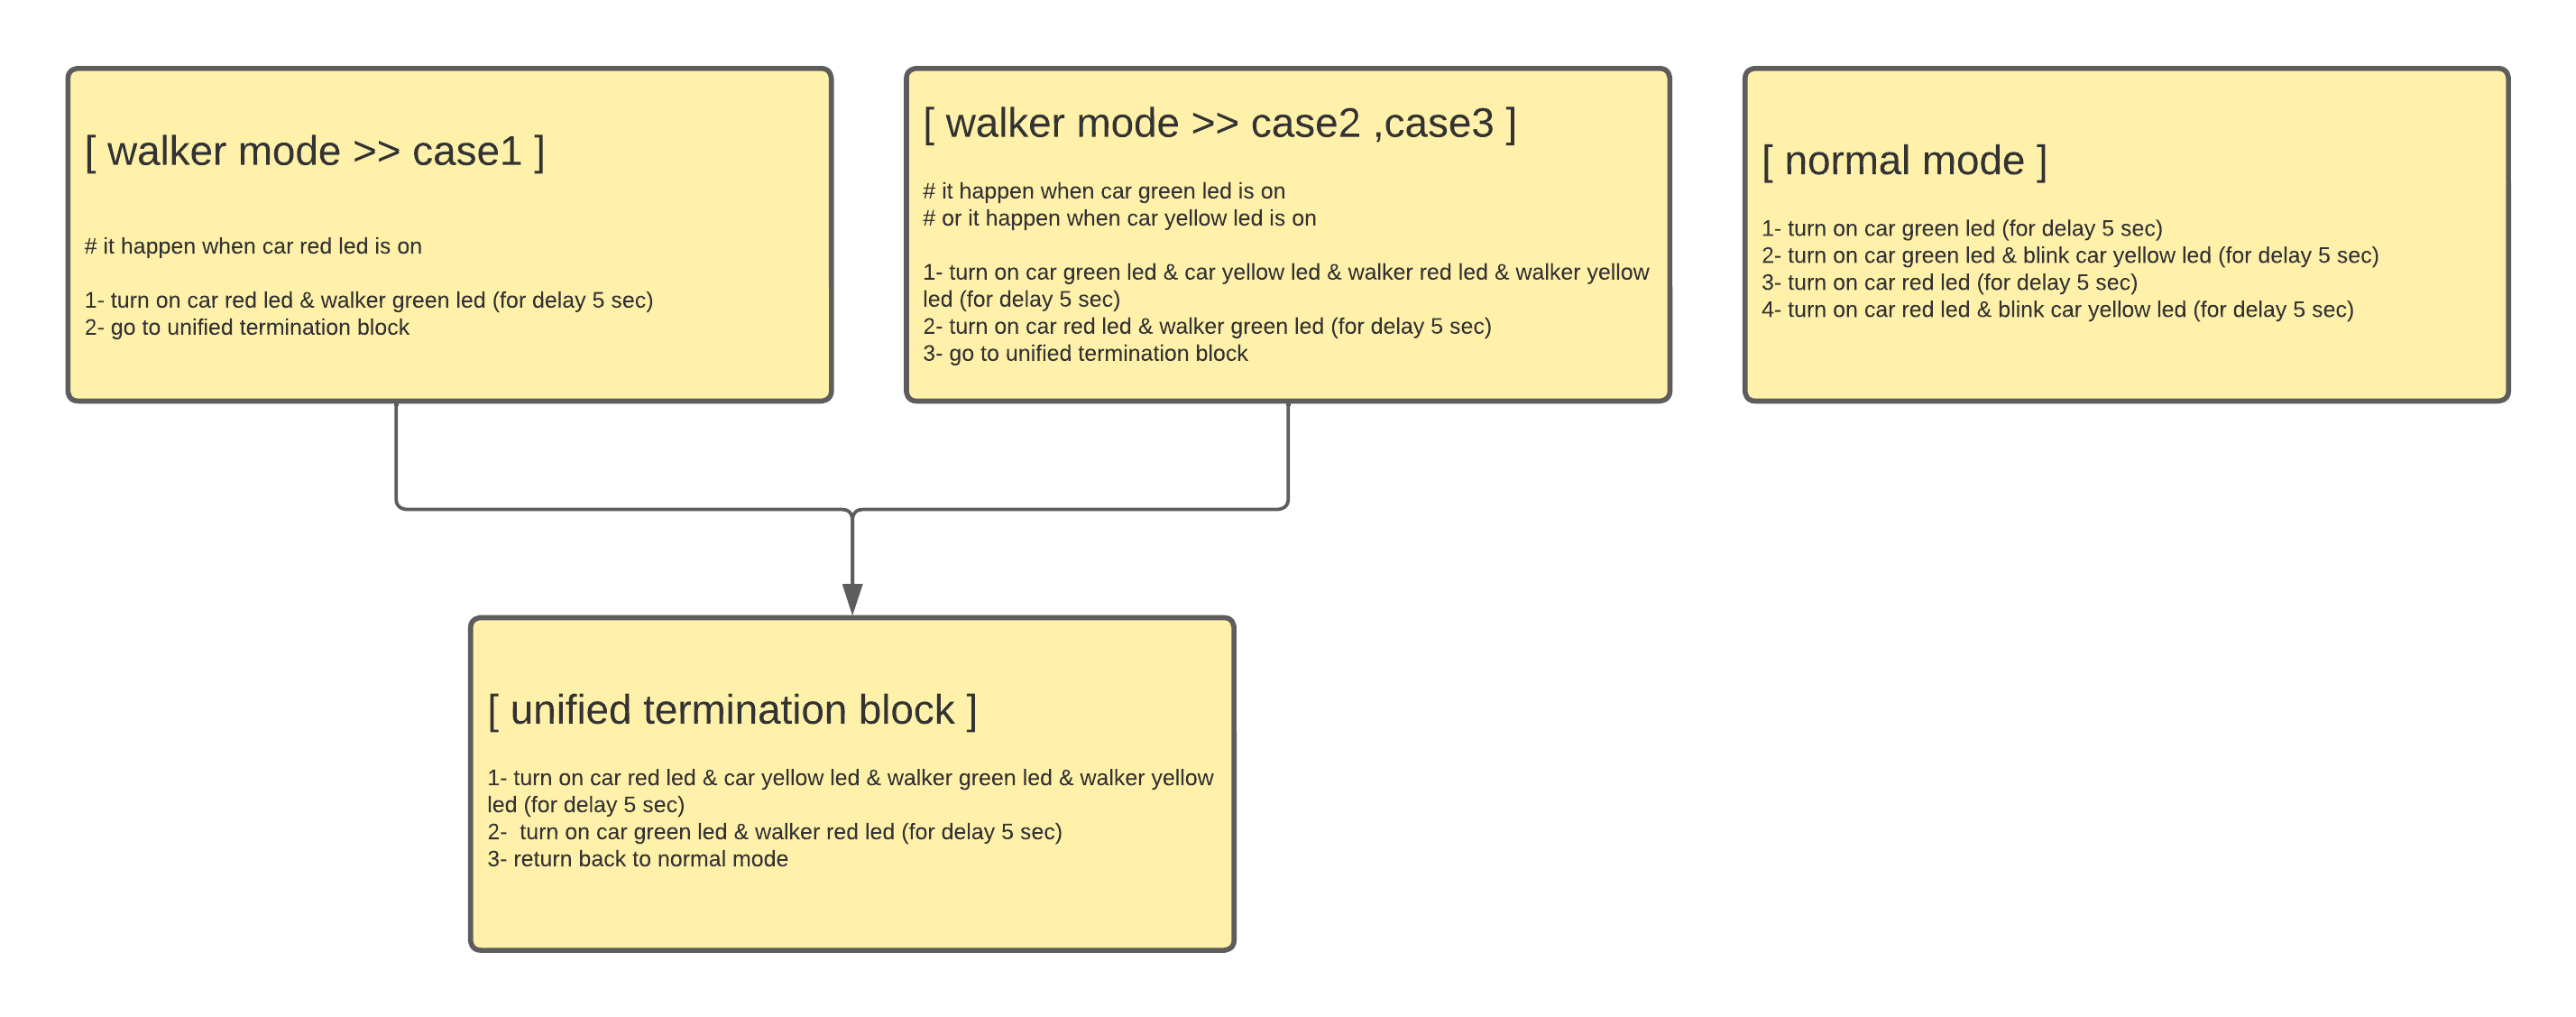 [ walker mode >> case1 ]
# it happen when car red led is on
1- turn on car red led & walker green led (for delay 5 sec)
2- go to unified termination block
[ walker mode >> case2 ,case3 ]
# it happen when car green led is on
# or it happen when car yellow led is on
1- turn on car green led & car yellow led & walker red led & walker yellow
led (for delay 5 sec)
2- turn on car red led & walker green led (for delay 5 sec)
3- go to unified termination block
[ normal mode ]
1- turn on car green led (for delay 5 sec)
2- turn on car green led & blink car yellow led (for delay 5 sec)
3- turn on car red led (for delay 5 sec)
4- turn on car red led & blink car yellow led (for delay 5 sec)
[ unified termination block ]
1- turn on car red led & car yellow led & walker green led & walker yellow
led (for delay 5 sec)
2-  turn on car green led & walker red led (for delay 5 sec)
3- return back to normal mode